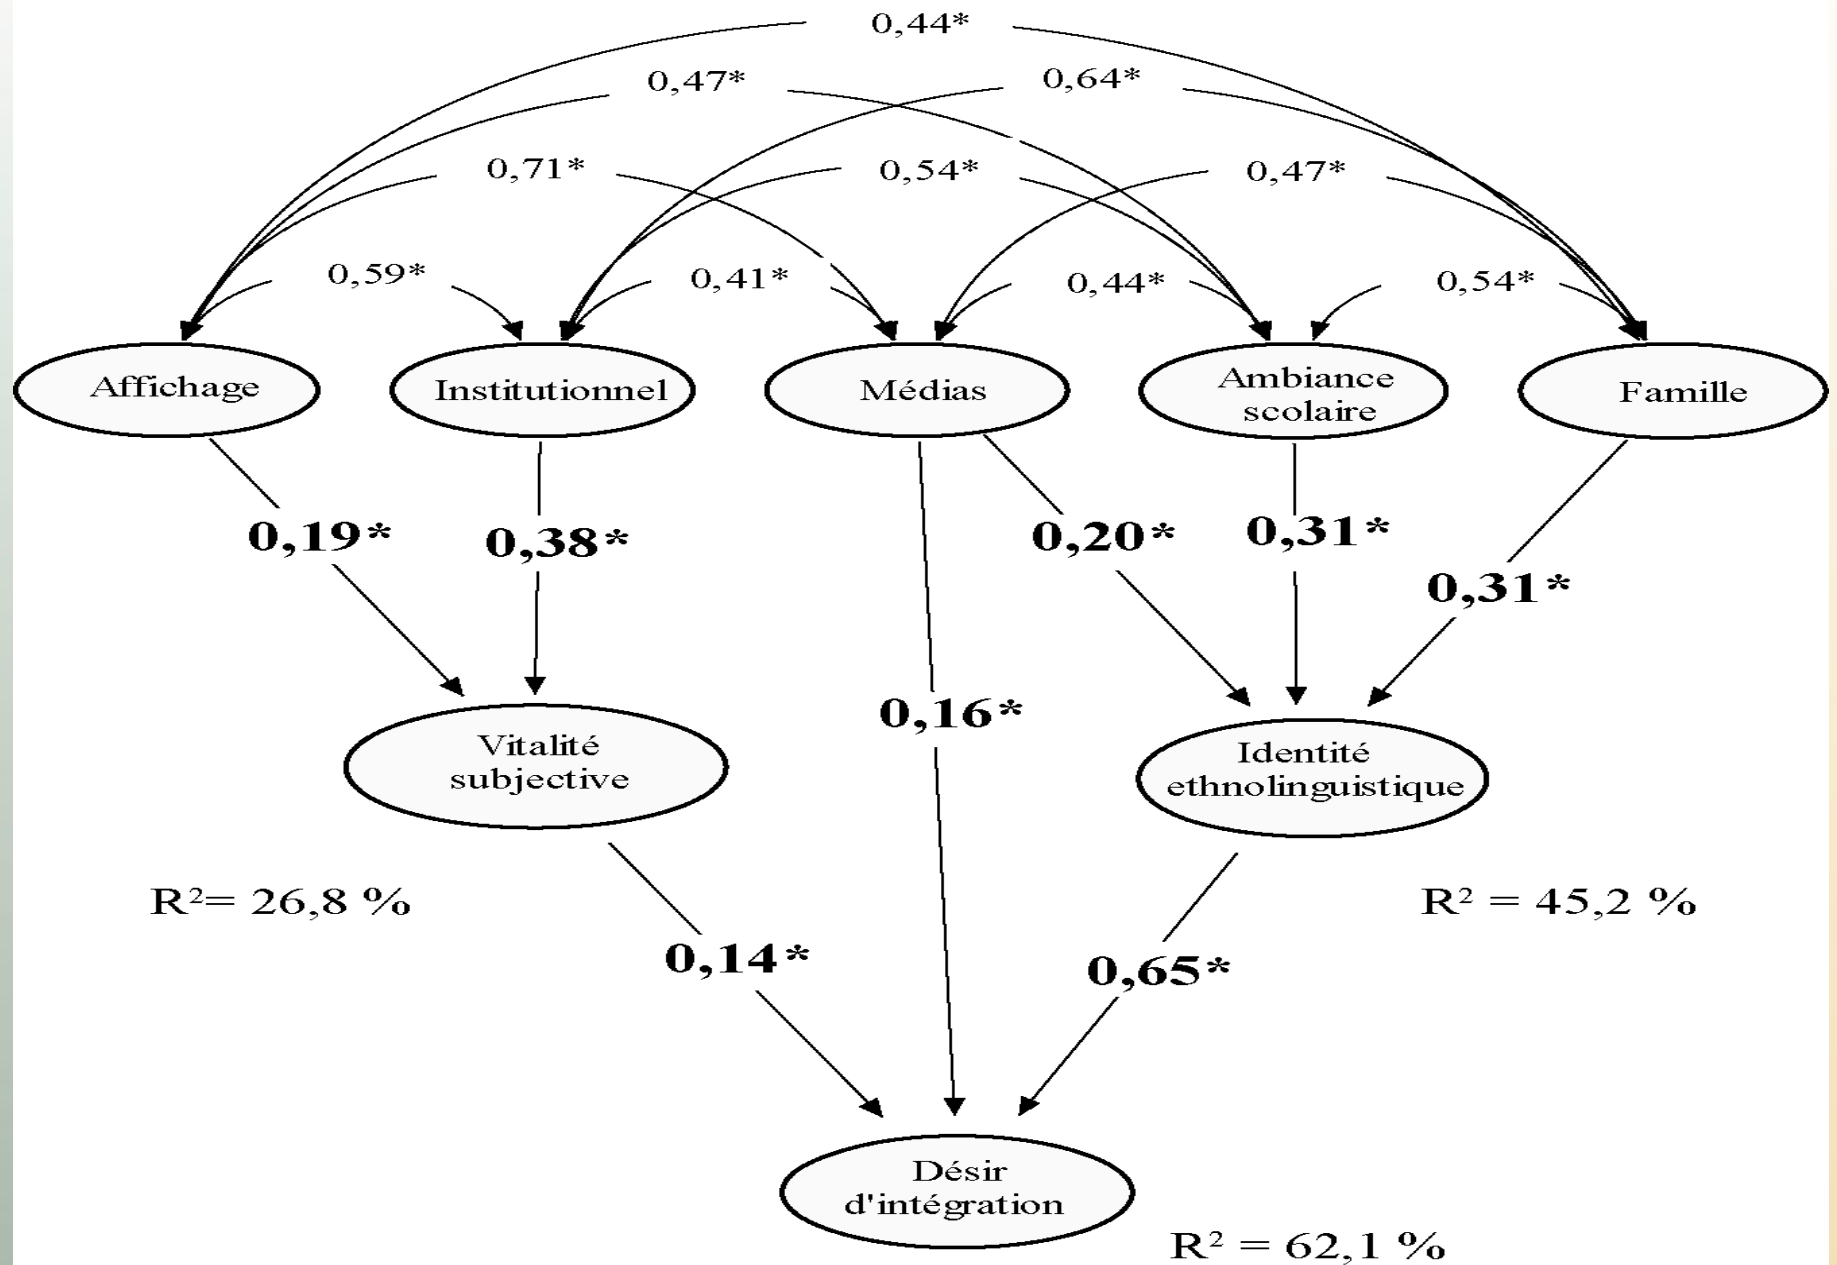 0,44*
0,47*
0,64*
0,71*
0,54*
0,47*
0,59*
0,41*
0,44*
0,54*
Affichage
Institutionnel
Médias
Ambiance
scolaire
Famille
0,19*
0,38*
0,20*
0,31*
0,31*
0,16*
Vitalité
subjective
Identité
ethnolinguistique
R²= 26,8 %
R² = 45,2 %
0,14*
0,65*
Désir
d'intégration
R² = 62,1 %